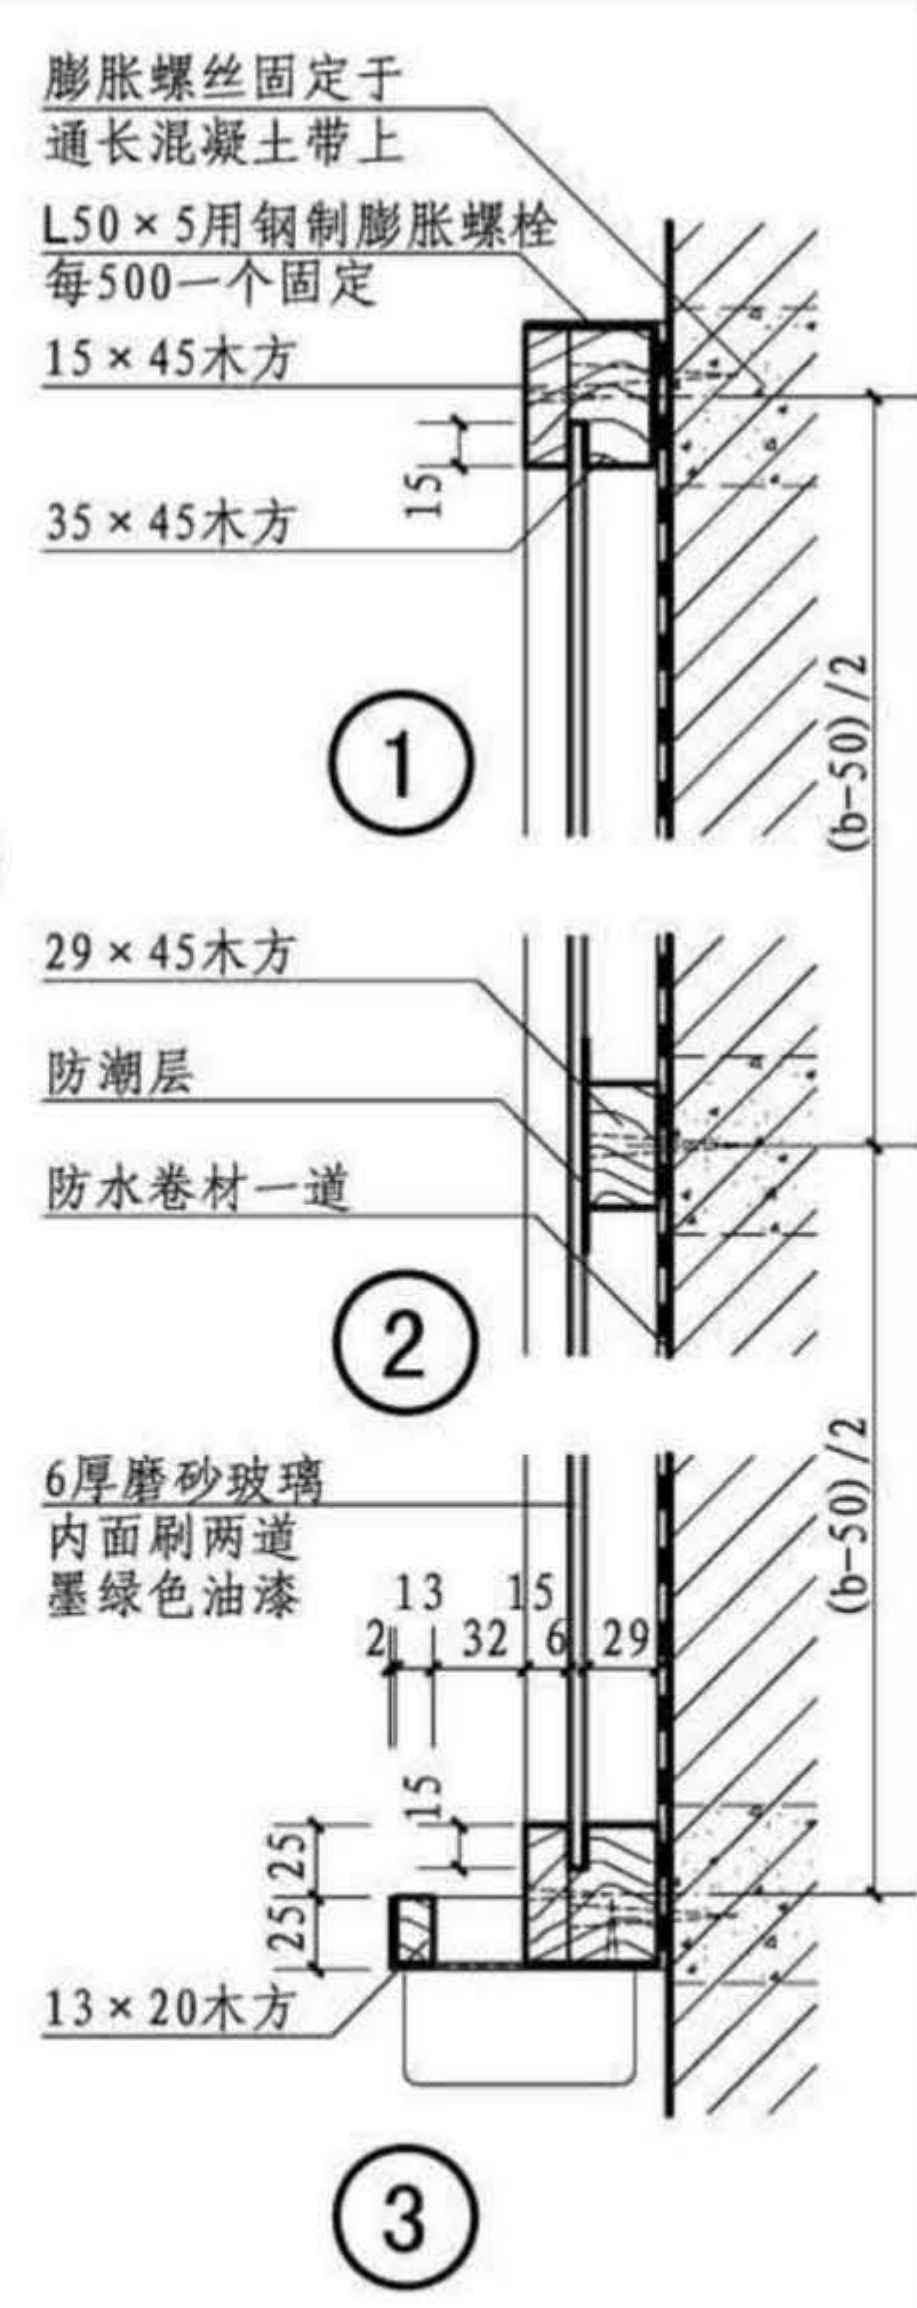 膨胀螺丝固定于
通长混凝土带上
L50×5用钢制膨胀螺栓
每500一个固定
15×45木方
15
35×45木方
(b-50)/2
1
29×45木方
防潮层
防水卷材一道
2
(b-50)/2
6厚磨砂玻璃
内面刷两道
墨绿色油漆
13 15
2 32 6 29
15
25
25
13×20木方
3